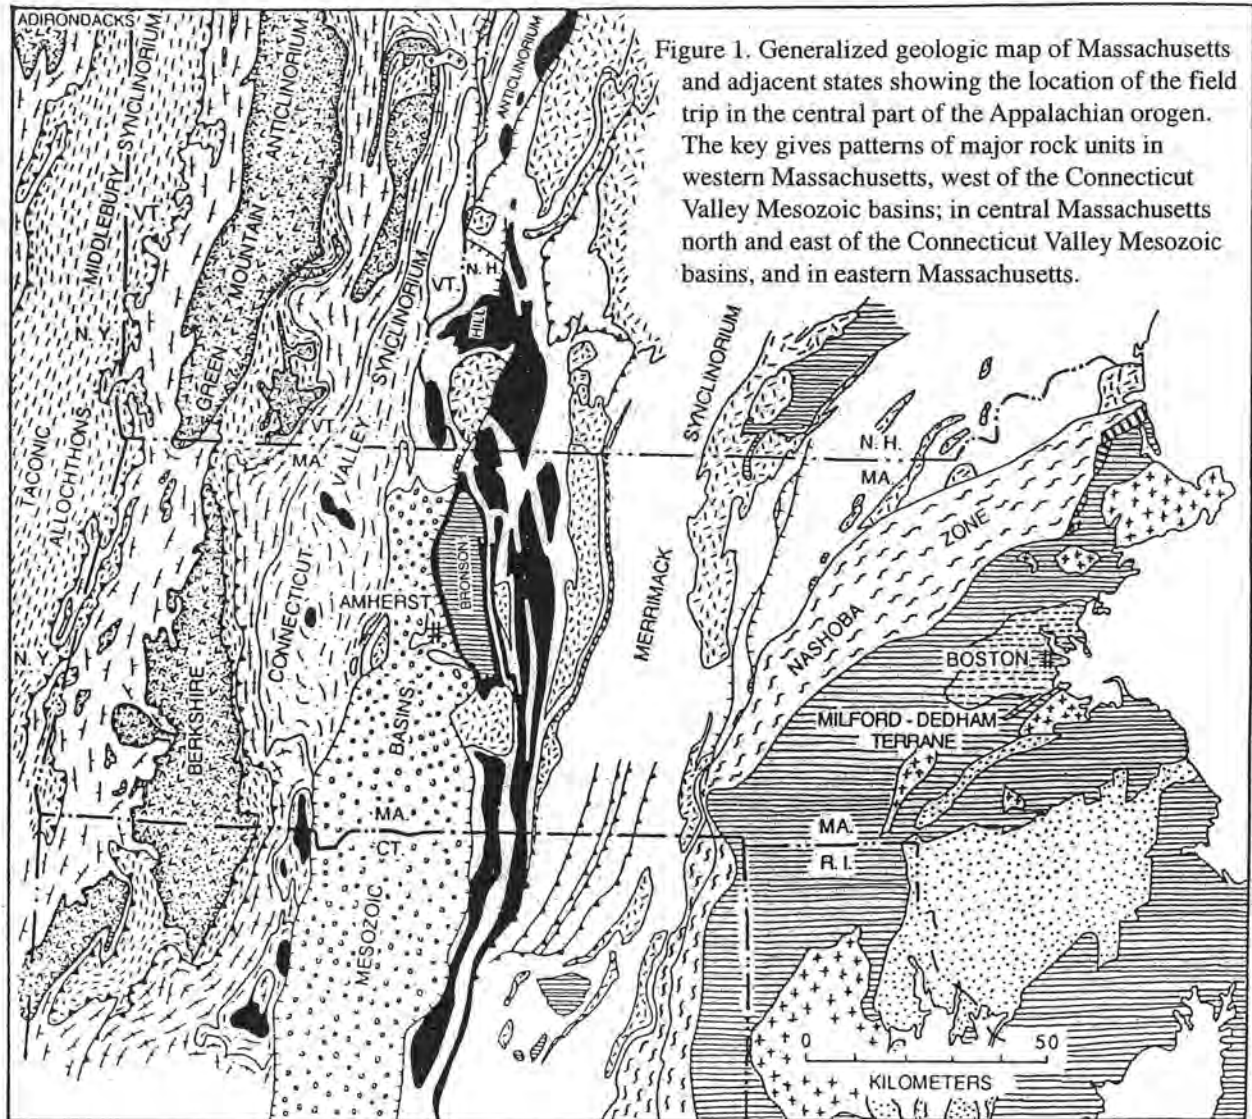 ADIRONDACKS
Figure 1. Generalized geologic map of Massachusetts
and adjacent states showing the location of the field
trip in the central part of the Appalachian orogen.
The key gives patterns of major rock units in
western Massachusetts, west of the Connecticut
Valley Mesozoic basins; in central Massachusetts
north and east of the Connecticut Valley Mesozoic
basins, and in eastern Massachusetts.
MIDDLEBURY SYNCLINORIUM
VT.
N.Y.
GREEN MOUNTAIN ANTICLINORIUM
TACONIC
ALLOCHTHONS
N.Y.
VT.
MA.
CONNECTICUT VALLEY SYNCLINORIUM
VT.
N.H.
BRONSON HILL ANTICLINORIUM
MERRIMACK SYNCLINORIUM
N.H.
MA.
NASHOBA ZONE
AMHERST
BERKSHIRE
BOSTON
MILFORD - DEDHAM
TERRANE
MESOZOIC BASINS
MA.
CT.
MA.
R.I.
0 50
KILOMETERS